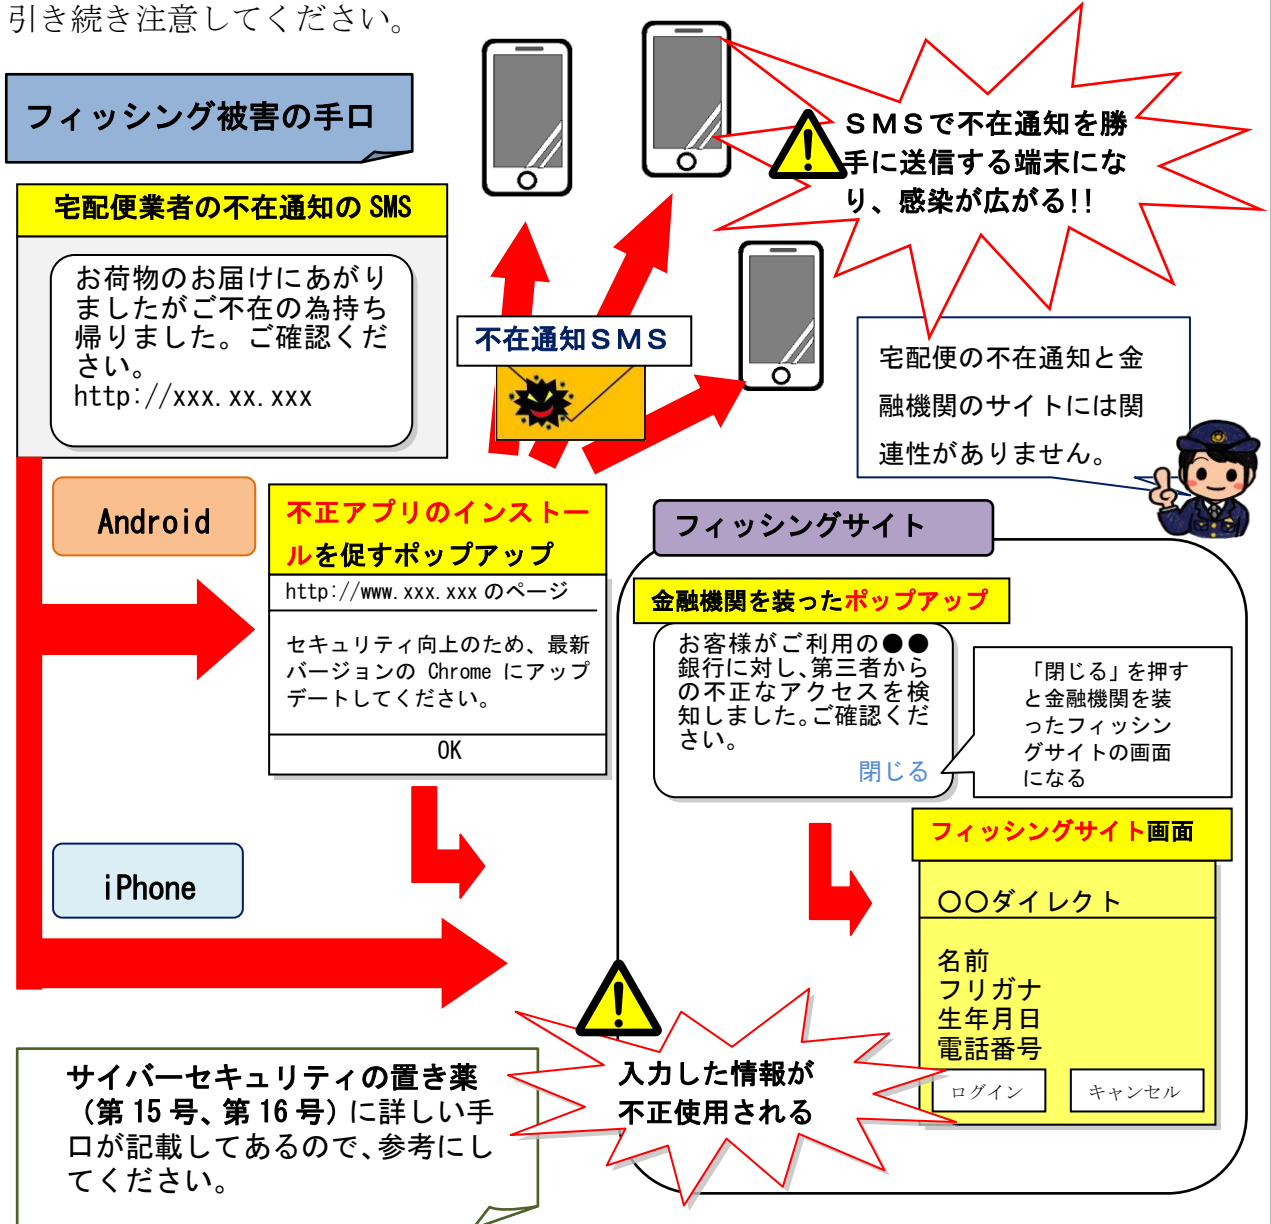 引き続き注意してください。
フィッシング被害の手口
宅配便業者の不在通知の SMS
お荷物のお届けにあがり
ましたがご不在の為持ち
帰りました。ご確認くだ
さい。
http://xxx.xx.xxx
不在通知ＳＭＳ
ＳＭＳで不在通知を勝
手に送信する端末にな
り、感染が広がる!!
宅配便の不在通知と金
融機関のサイトには関
連性がありません。
Android
不正アプリのインストー
ルを促すポップアップ
http://www.xxx.xxx のページ
セキュリティ向上のため、最新
バージョンの Chrome にアップ
デートしてください。
OK
iPhone
フィッシングサイト
金融機関を装ったポップアップ
お客様がご利用の●●
銀行に対し、第三者から
の不正なアクセスを検
知しました。ご確認くだ
さい。
閉じる
「閉じる」を押す
と金融機関を装
ったフィッシン
グサイトの画面
になる
フィッシングサイト画面
〇〇ダイレクト
名前
フリガナ
生年月日
電話番号
ログイン
キャンセル
入力した情報が
不正使用される
サイバーセキュリティの置き薬
（第 15 号、第 16 号）に詳しい手
口が記載してあるので、参考にし
てください。